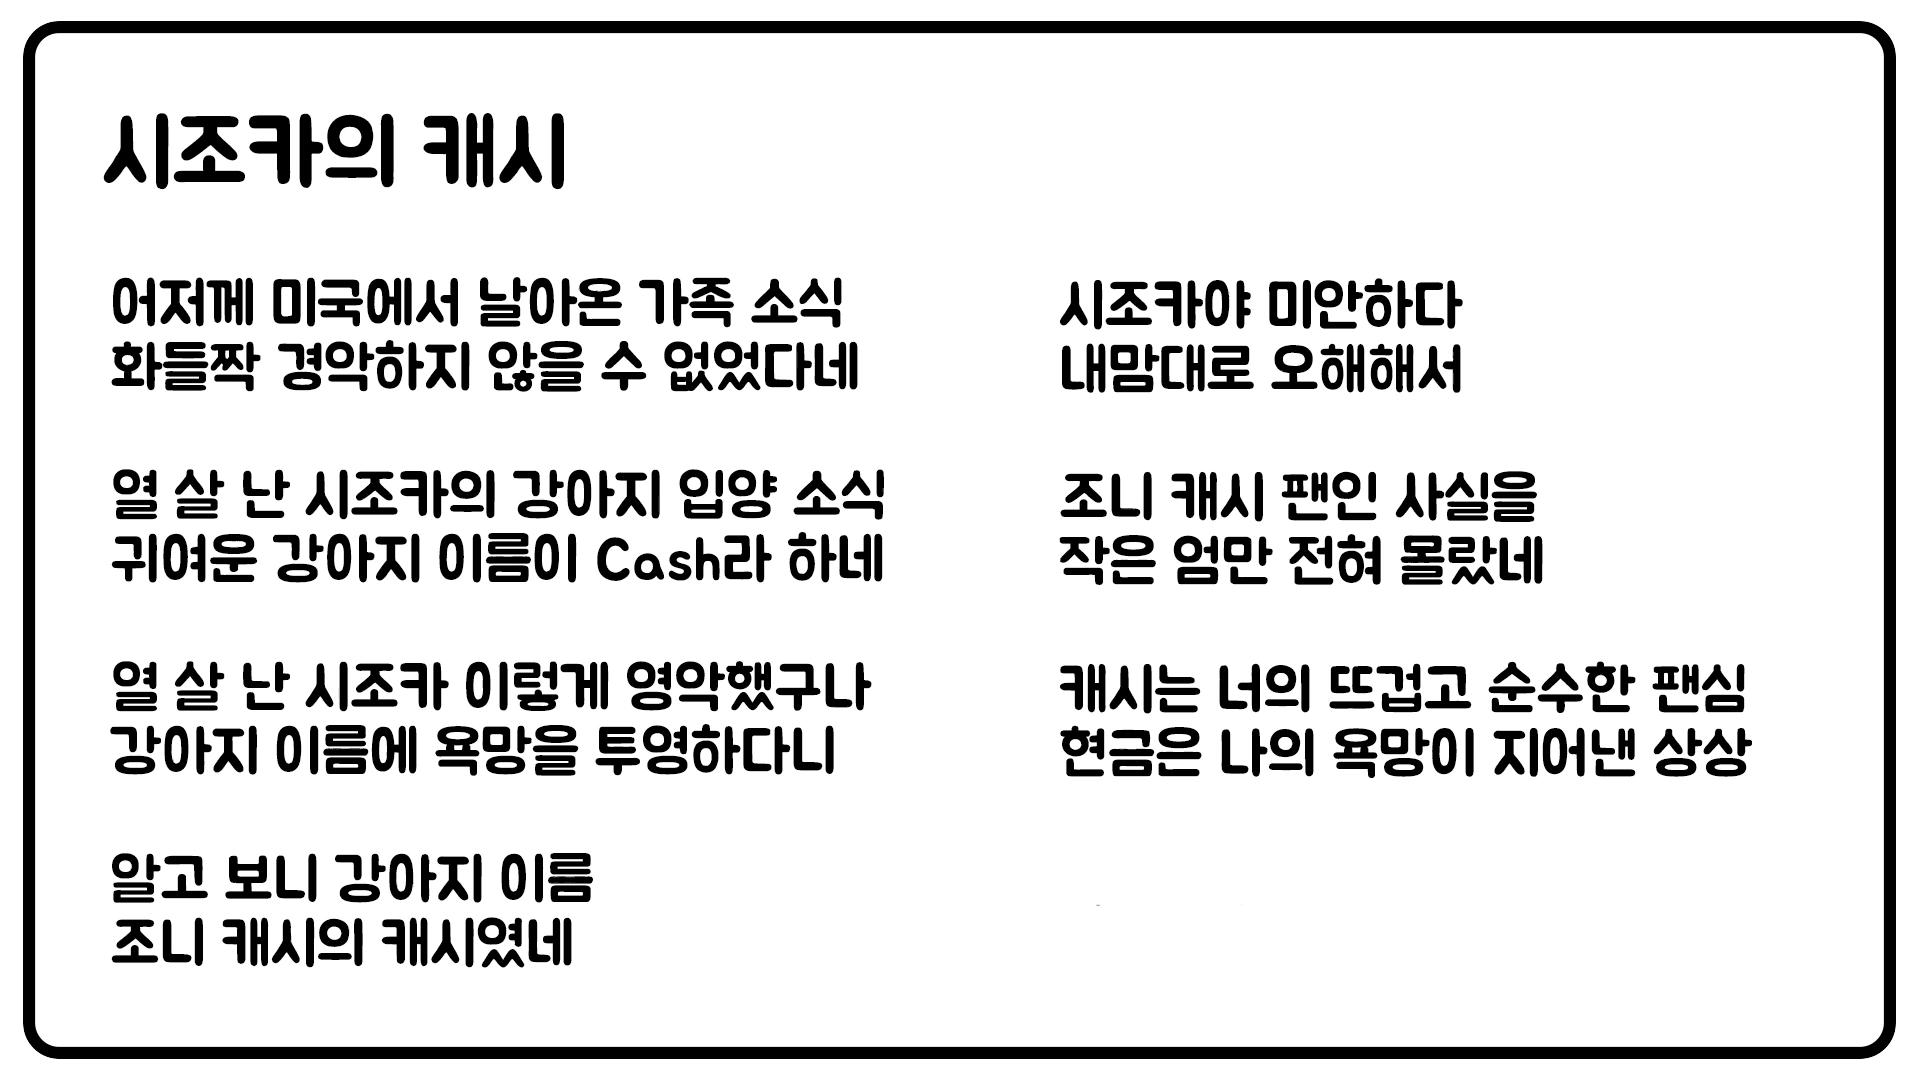 시조카의 캐시
어저께 미국에서 날아온 가족 소식
화들짝 경악하지 않을 수 없었다네
열 살 난 시조카의 강아지 입양 소식
귀여운 강아지 이름이 Cash라 하네
열 살 난 시조카 이렇게 영악했구나
강아지 이름에 욕망을 투영하다니
알고 보니 강아지 이름
조니 캐시의 캐시였네
시조카야 미안하다
내맘대로 오해해서
조니 캐시 팬인 사실을
작은 엄만 전혀 몰랐네
캐시는 너의 뜨겁고 순수한 팬심
현금은 나의 욕망이 지어낸 상상